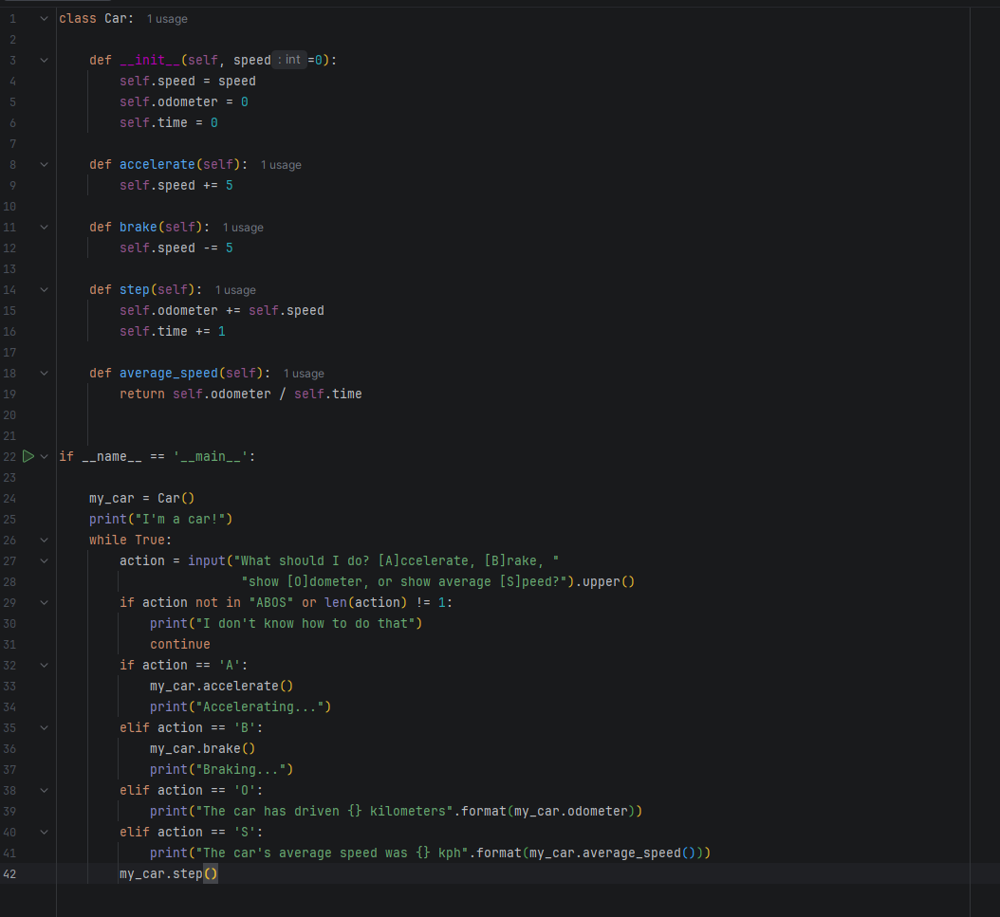 1 class Car: 1 usage
2
3 def __init__(self, speed: int=0):
4 self.speed = speed
5 self.odometer = 0
6 self.time = 0
7
8 def accelerate(self): 1 usage
9 self.speed += 5
10
11 def brake(self): 1 usage
12 self.speed -= 5
13
14 def step(self): 1 usage
15 self.odometer += self.speed
16 self.time += 1
17
18 def average_speed(self): 1 usage
19 return self.odometer / self.time
20
21
22 if __name__ == '__main__':
23
24 my_car = Car()
25 print("I'm a car!")
26 while True:
27 action = input("What should I do? [A]ccelerate, [B]rake, "
28 "show [O]dometer, or show average [S]peed?").upper()
29 if action not in "ABOS" or len(action) != 1:
30 print("I don't know how to do that")
31 continue
32 if action == 'A':
33 my_car.accelerate()
34 print("Accelerating...")
35 elif action == 'B':
36 my_car.brake()
37 print("Braking...")
38 elif action == 'O':
39 print("The car has driven {} kilometers".format(my_car.odometer))
40 elif action == 'S':
41 print("The car's average speed was {} kph".format(my_car.average_speed()))
42 my_car.step()